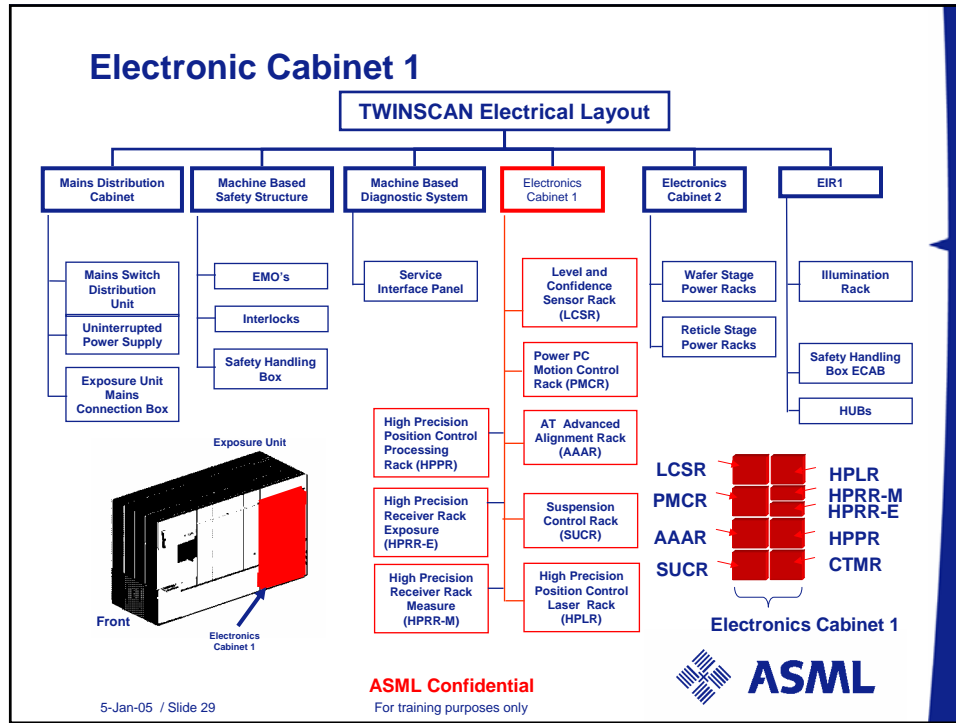 Electronic Cabinet 1
TWINSCAN Electrical Layout
Mains Distribution
Cabinet
Machine Based
Safety Structure
Machine Based
Diagnostic System
Electronics
Cabinet 1
Electronics
Cabinet 2
EIR1
Mains Switch
Distribution
Unit
Uninterrupted
Power Supply
Exposure Unit
Mains
Connection Box
EMO's
Interlocks
Safety Handling
Box
Service
Interface Panel
Level and
Confidence
Sensor Rack
(LCSR)
Power PC
Motion Control
Rack (PMCR)
High Precision
Position Control
Processing
Rack (HPPR)
AT Advanced
Alignment Rack
(AAAR)
High Precision
Receiver Rack
Exposure
(HPRR-E)
Suspension
Control Rack
(SUCR)
High Precision
Receiver Rack
Measure
(HPRR-M)
High Precision
Position Control
Laser Rack
(HPLR)
Wafer Stage
Power Racks
Reticle Stage
Power Racks
Illumination
Rack
Safety Handling
Box ECAB
HUBs
Exposure Unit
Front
Electronics
Cabinet 1
LCSR
PMCR
AAAR
SUCR
HPLR
HPRR-M
HPRR-E
HPPR
CTMR
Electronics Cabinet 1
ASML
ASML Confidential
For training purposes only
5-Jan-05 / Slide 29